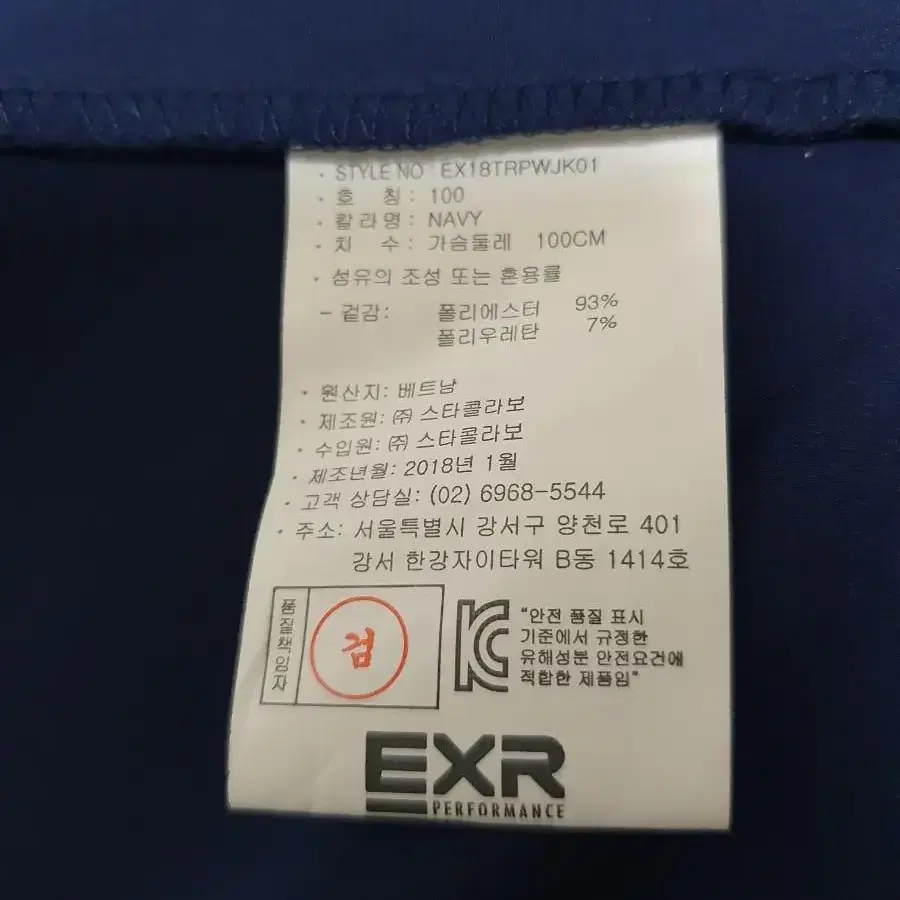 · STYLE NO : EX18TRPWJK01
· 호 칭 : 100
· 칼라명 : NAVY
· 치 수 : 가슴둘레 100CM
· 섬유의 조성 또는 혼용률
- 겉감: 폴리에스터 93%
폴리우레탄 7%
· 원산지: 베트남
· 제조원: ㈜ 스타콜라보
· 수입원: ㈜ 스타콜라보
· 제조년월: 2018년 1월
· 고객 상담실: (02) 6968-5544
· 주소: 서울특별시 강서구 양천로 401
강서 한강자이타워 B동 1414호
품질책임자
검
KC
"안전 품질 표시
기준에서 규정한
유해성분 안전요건에
적합한 제품임"
EXR
PERFORMANCE